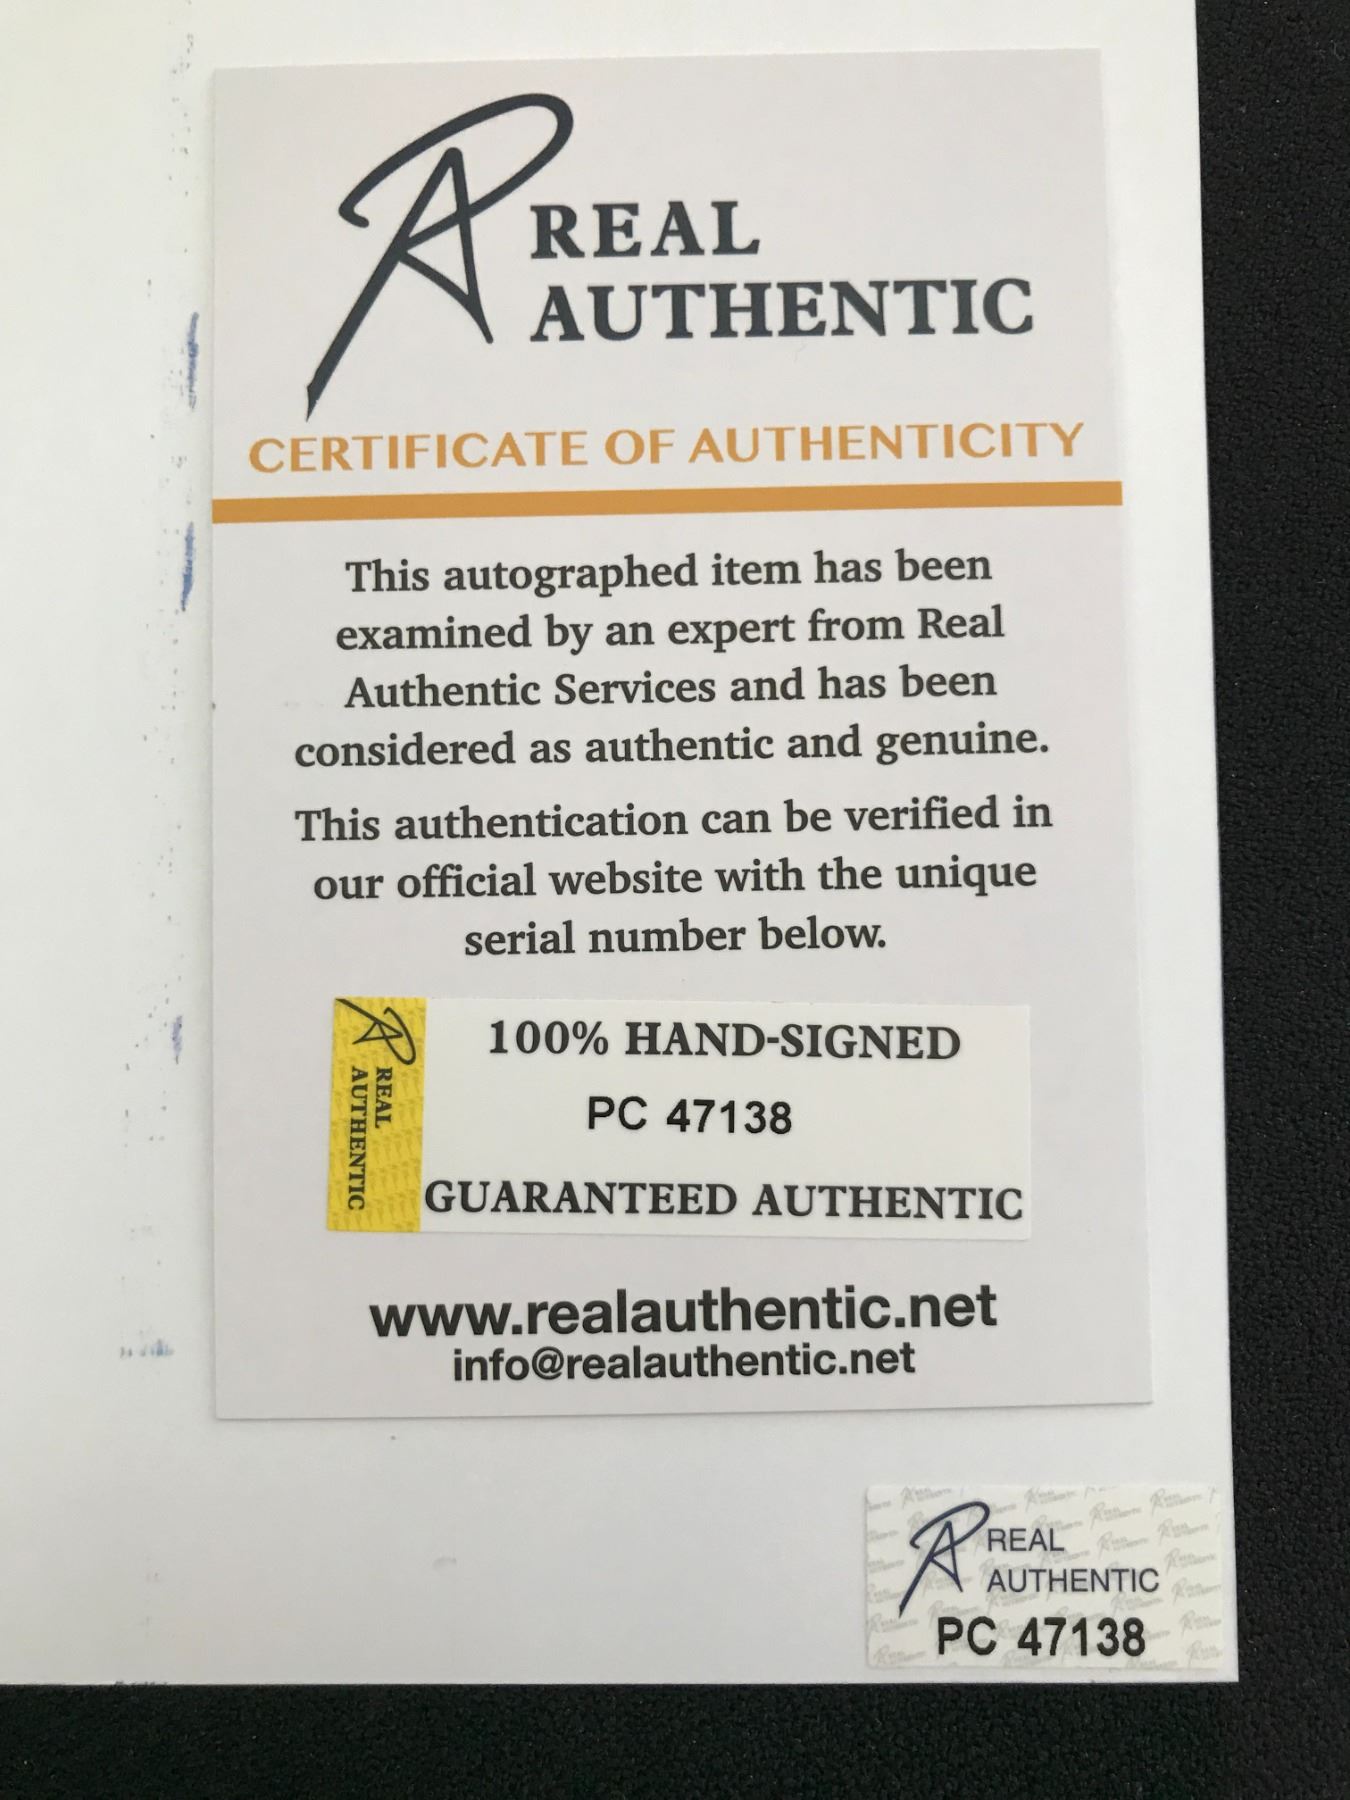 REAL
AUTHENTIC
CERTIFICATE OF AUTHENTICITY
This autographed item has been
examined by an expert from Real
Authentic Services and has been
considered as authentic and genuine.
This authentication can be verified in
our official website with the unique
serial number below.
REAL
AUTHENTIC
100% HAND-SIGNED
PC 47138
GUARANTEED AUTHENTIC
www.realauthentic.net
info@realauthentic.net
REAL
AUTHENTIC
PC 47138